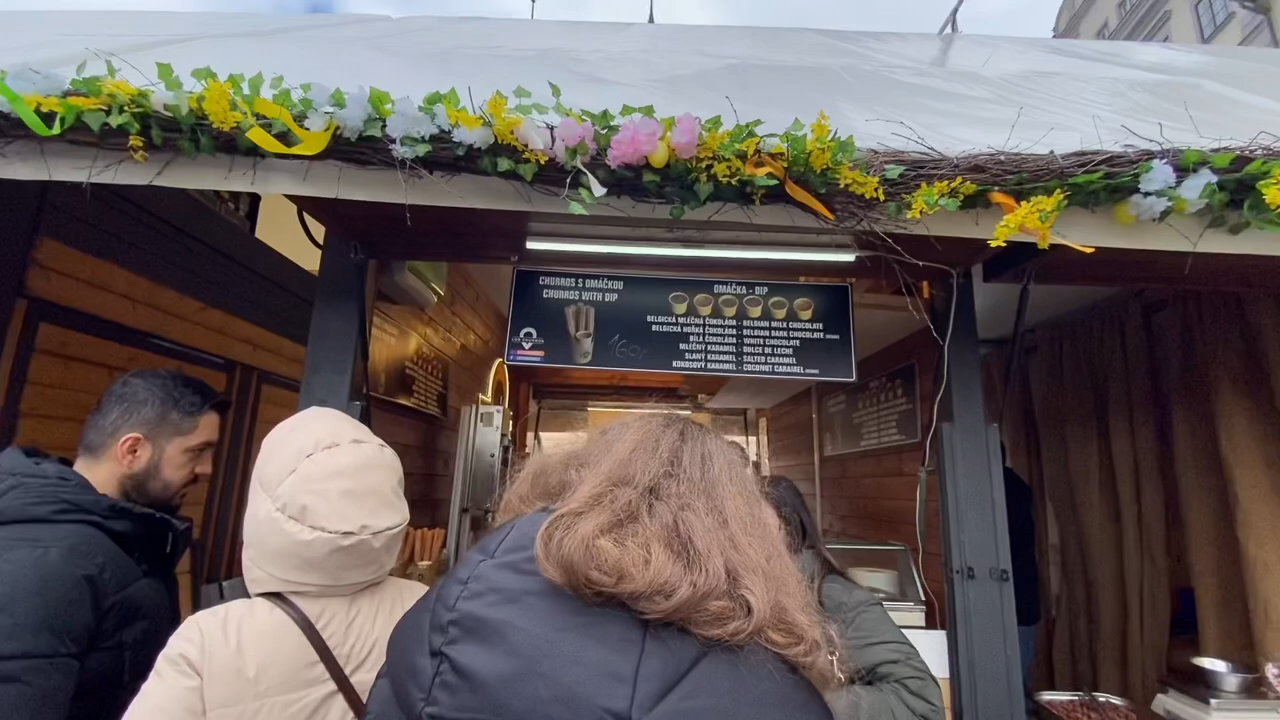 CHURROS S OMÁČKOU
CHURROS WITH DIP
160,-
OMÁČKA - DIP
BELGICKÁ MLÉČNÁ ČOKOLÁDA - BELGIAN MILK CHOCOLATE
BELGICKÁ HOŘKÁ ČOKOLÁDA - BELGIAN DARK CHOCOLATE
BÍLÁ ČOKOLÁDA - WHITE CHOCOLATE
MLÉČNÝ KARAMEL - DULCE DE LECHE
SLANÝ KARAMEL - SALTED CARAMEL
KOKOSOVÝ KARAMEL - COCONUT CARAMEL